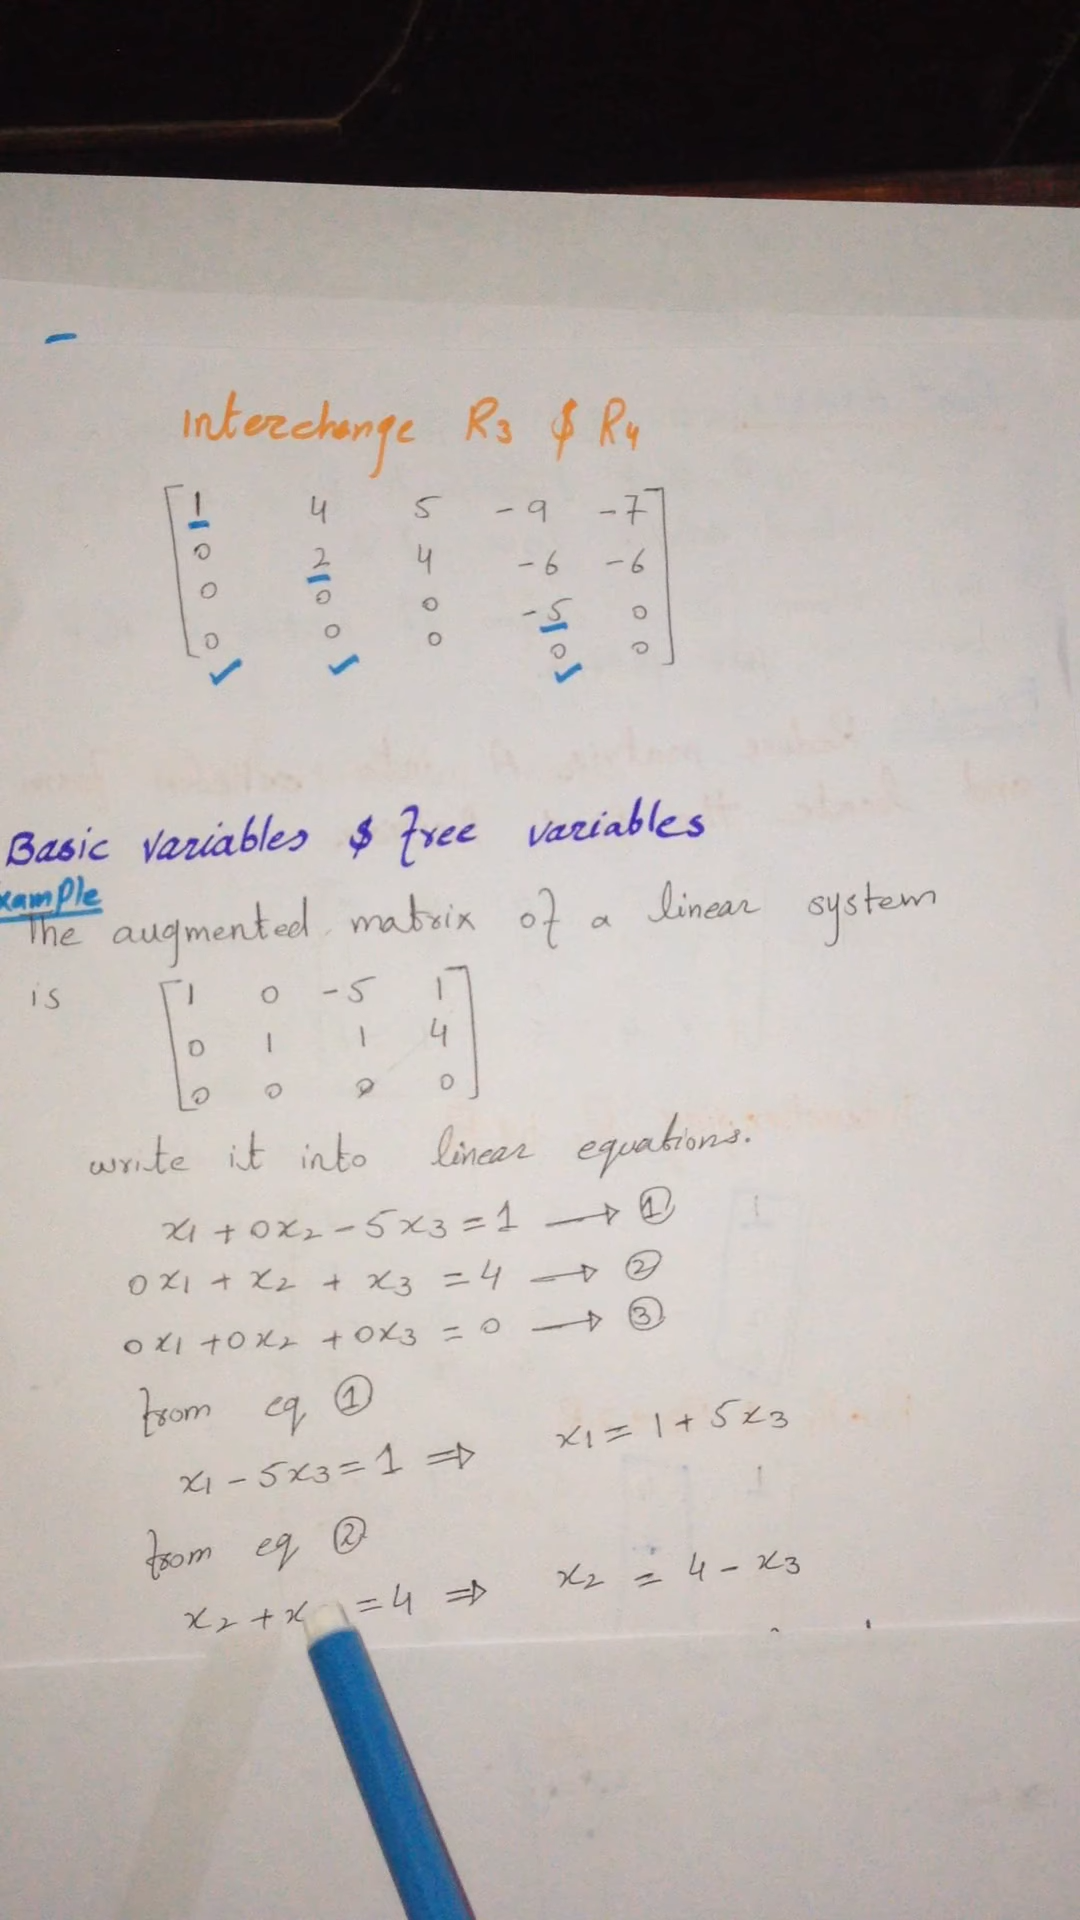 Interchange R3 $ R4
1 4 5 -9 -7
0 2 4 -6 -6
0 0 0 -5 0
0 0 0 0 0
Basic variables $ free variables
xample
The augmented matrix of a linear system
is
1 0 -5 1
0 1 1 4
0 0 0 0
write it into linear equations.
x1 + 0x2 - 5x3 = 1 → ①
0x1 + x2 + x3 = 4 → ②
0x1 + 0x2 + 0x3 = 0 → ③
from eq ①
x1 - 5x3 = 1 ⇒ x1 = 1 + 5x3
from eq ②
x2 + x = 4 ⇒ x2 = 4 - x3